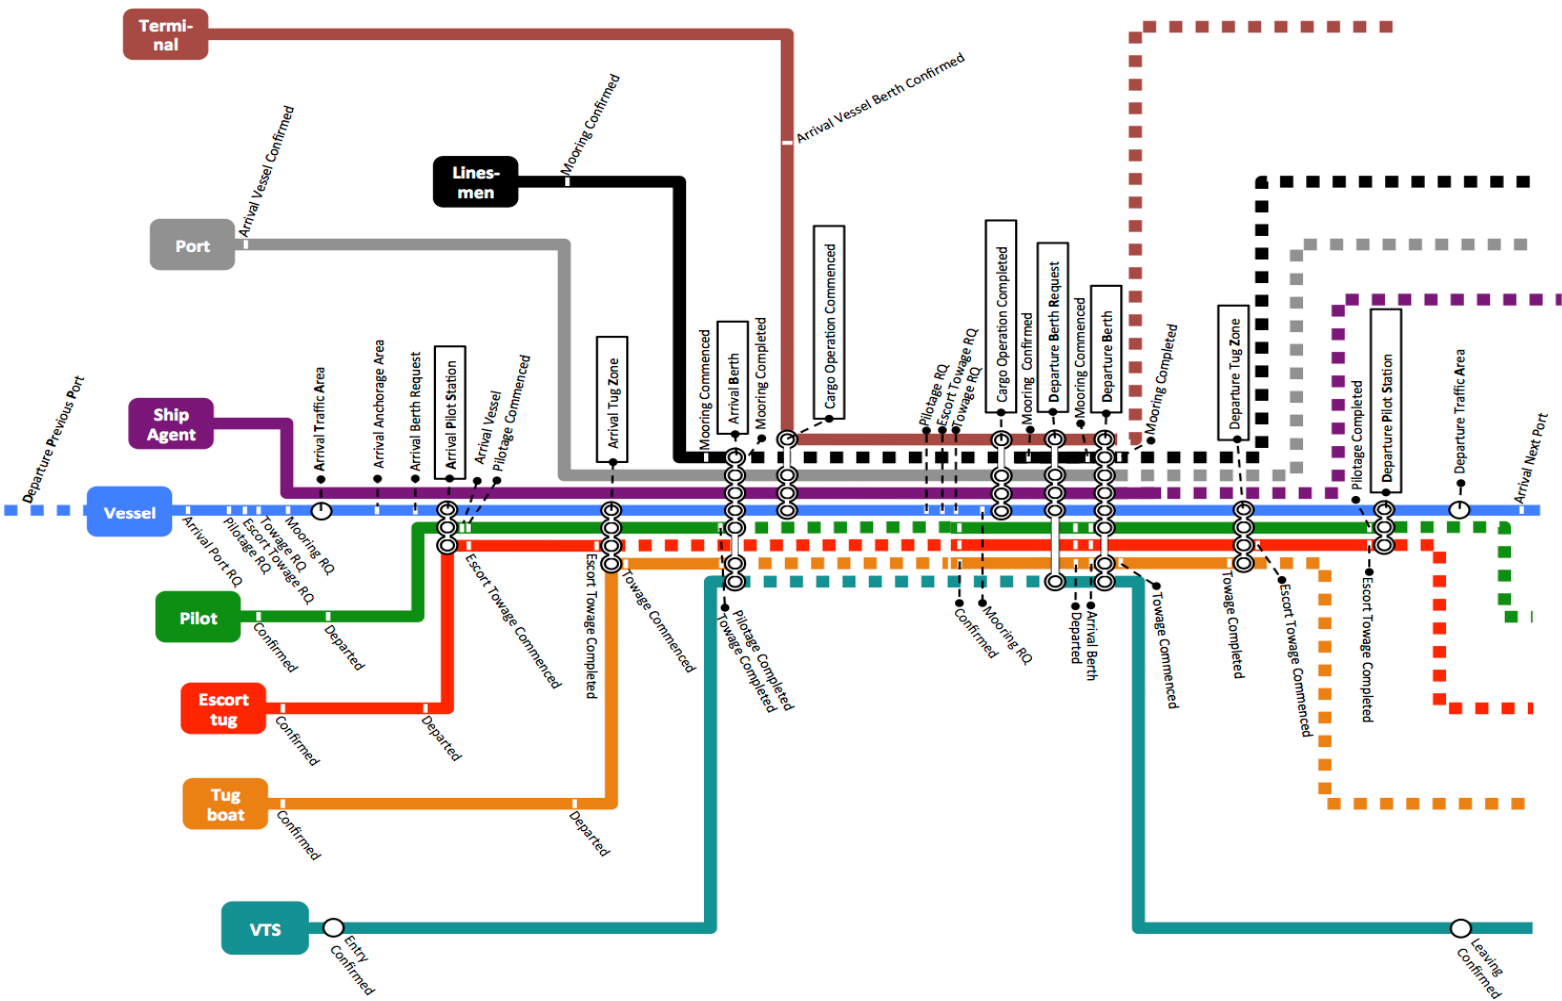 Termi-
nal
Arrival Vessel Berth Confirmed
Lines-
men
Mooring Confirmed
Port
Arrival Vessel Confirmed
Ship
Agent
Departure Previous Port
Vessel
Arrival Port RQ
Pilotage RQ
Escort Towage RQ
Towage RQ
Mooring RQ
Arrival Traffic Area
Arrival Anchorage Area
Arrival Berth Request
Arrival Pilot Station
Arrival Vessel
Pilotage Commenced
Escort Towage Commenced
Arrival Tug Zone
Escort Towage Completed
Towage Commenced
Mooring Commenced
Arrival Berth
Mooring Completed
Pilotage Completed
Towage Completed
Cargo Operation Commenced
Pilotage RQ
Escort Towage RQ
Towage RQ
Confirmed
Mooring RQ
Cargo Operation Completed
Mooring Confirmed
Departure Berth Request
Mooring Commenced
Departed
Arrival Berth
Departure Berth
Mooring Completed
Towage Commenced
Departure Tug Zone
Towage Completed
Escort Towage Commenced
Pilotage Completed
Escort Towage Completed
Departure Pilot Station
Departure Traffic Area
Arrival Next Port
Pilot
Confirmed
Departed
Escort
tug
Confirmed
Departed
Tug
boat
Confirmed
Departed
VTS
Entry
Confirmed
Leaving
Confirmed